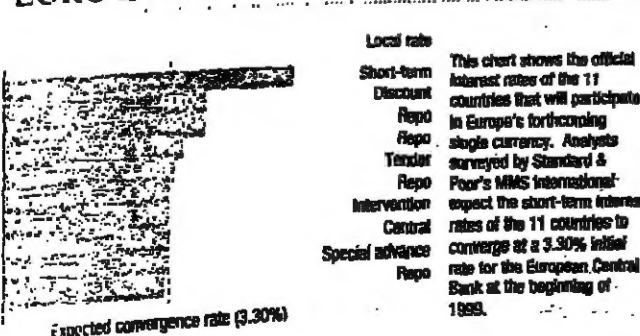 EURO
Local rate
Short-term
Discount
Repo
Repo
Tender
Repo
Intervention
Central
Special advance
Repo
This chart shows the official
interest rates of the 11
countries that will participate
in Europe's forthcoming
single currency. Analysts
surveyed by Standard &
Poor's MMS International
expect the short-term interest
rates of the 11 countries to
converge at a 3.30% initial
rate for the European Central
Bank at the beginning of
1999.
Expected convergence rate (3.30%)